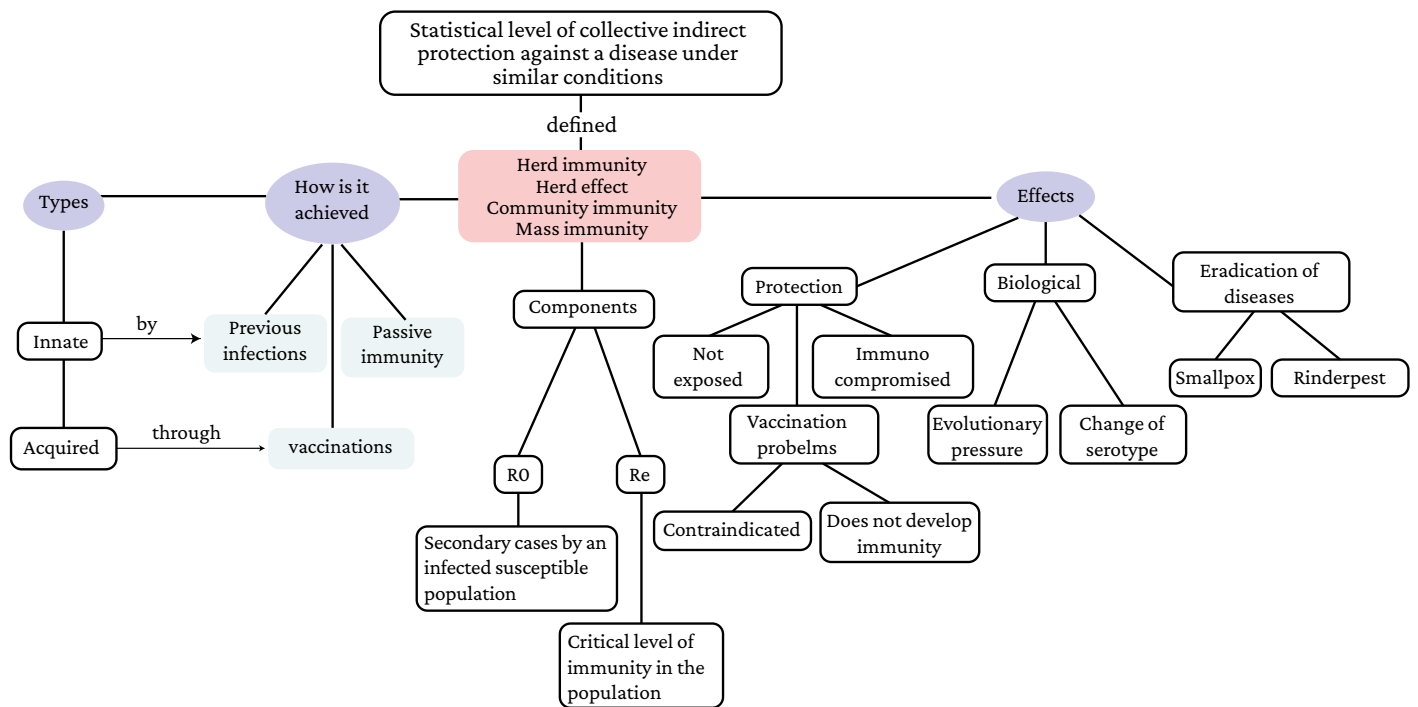 Statistical level of collective indirect
protection against a disease under
similar conditions
defined
Herd immunity
Herd effect
Community immunity
Mass immunity
Types
How is it
achieved
Effects
Innate
by
Previous
infections
Passive
immunity
Acquired
through
vaccinations
Components
R0
Re
Secondary cases by an
infected susceptible
population
Critical level of
immunity in the
population
Protection
Not
exposed
Immuno
compromised
Vaccination
probelms
Contraindicated
Does not develop
immunity
Biological
Evolutionary
pressure
Change of
serotype
Eradication of
diseases
Smallpox
Rinderpest